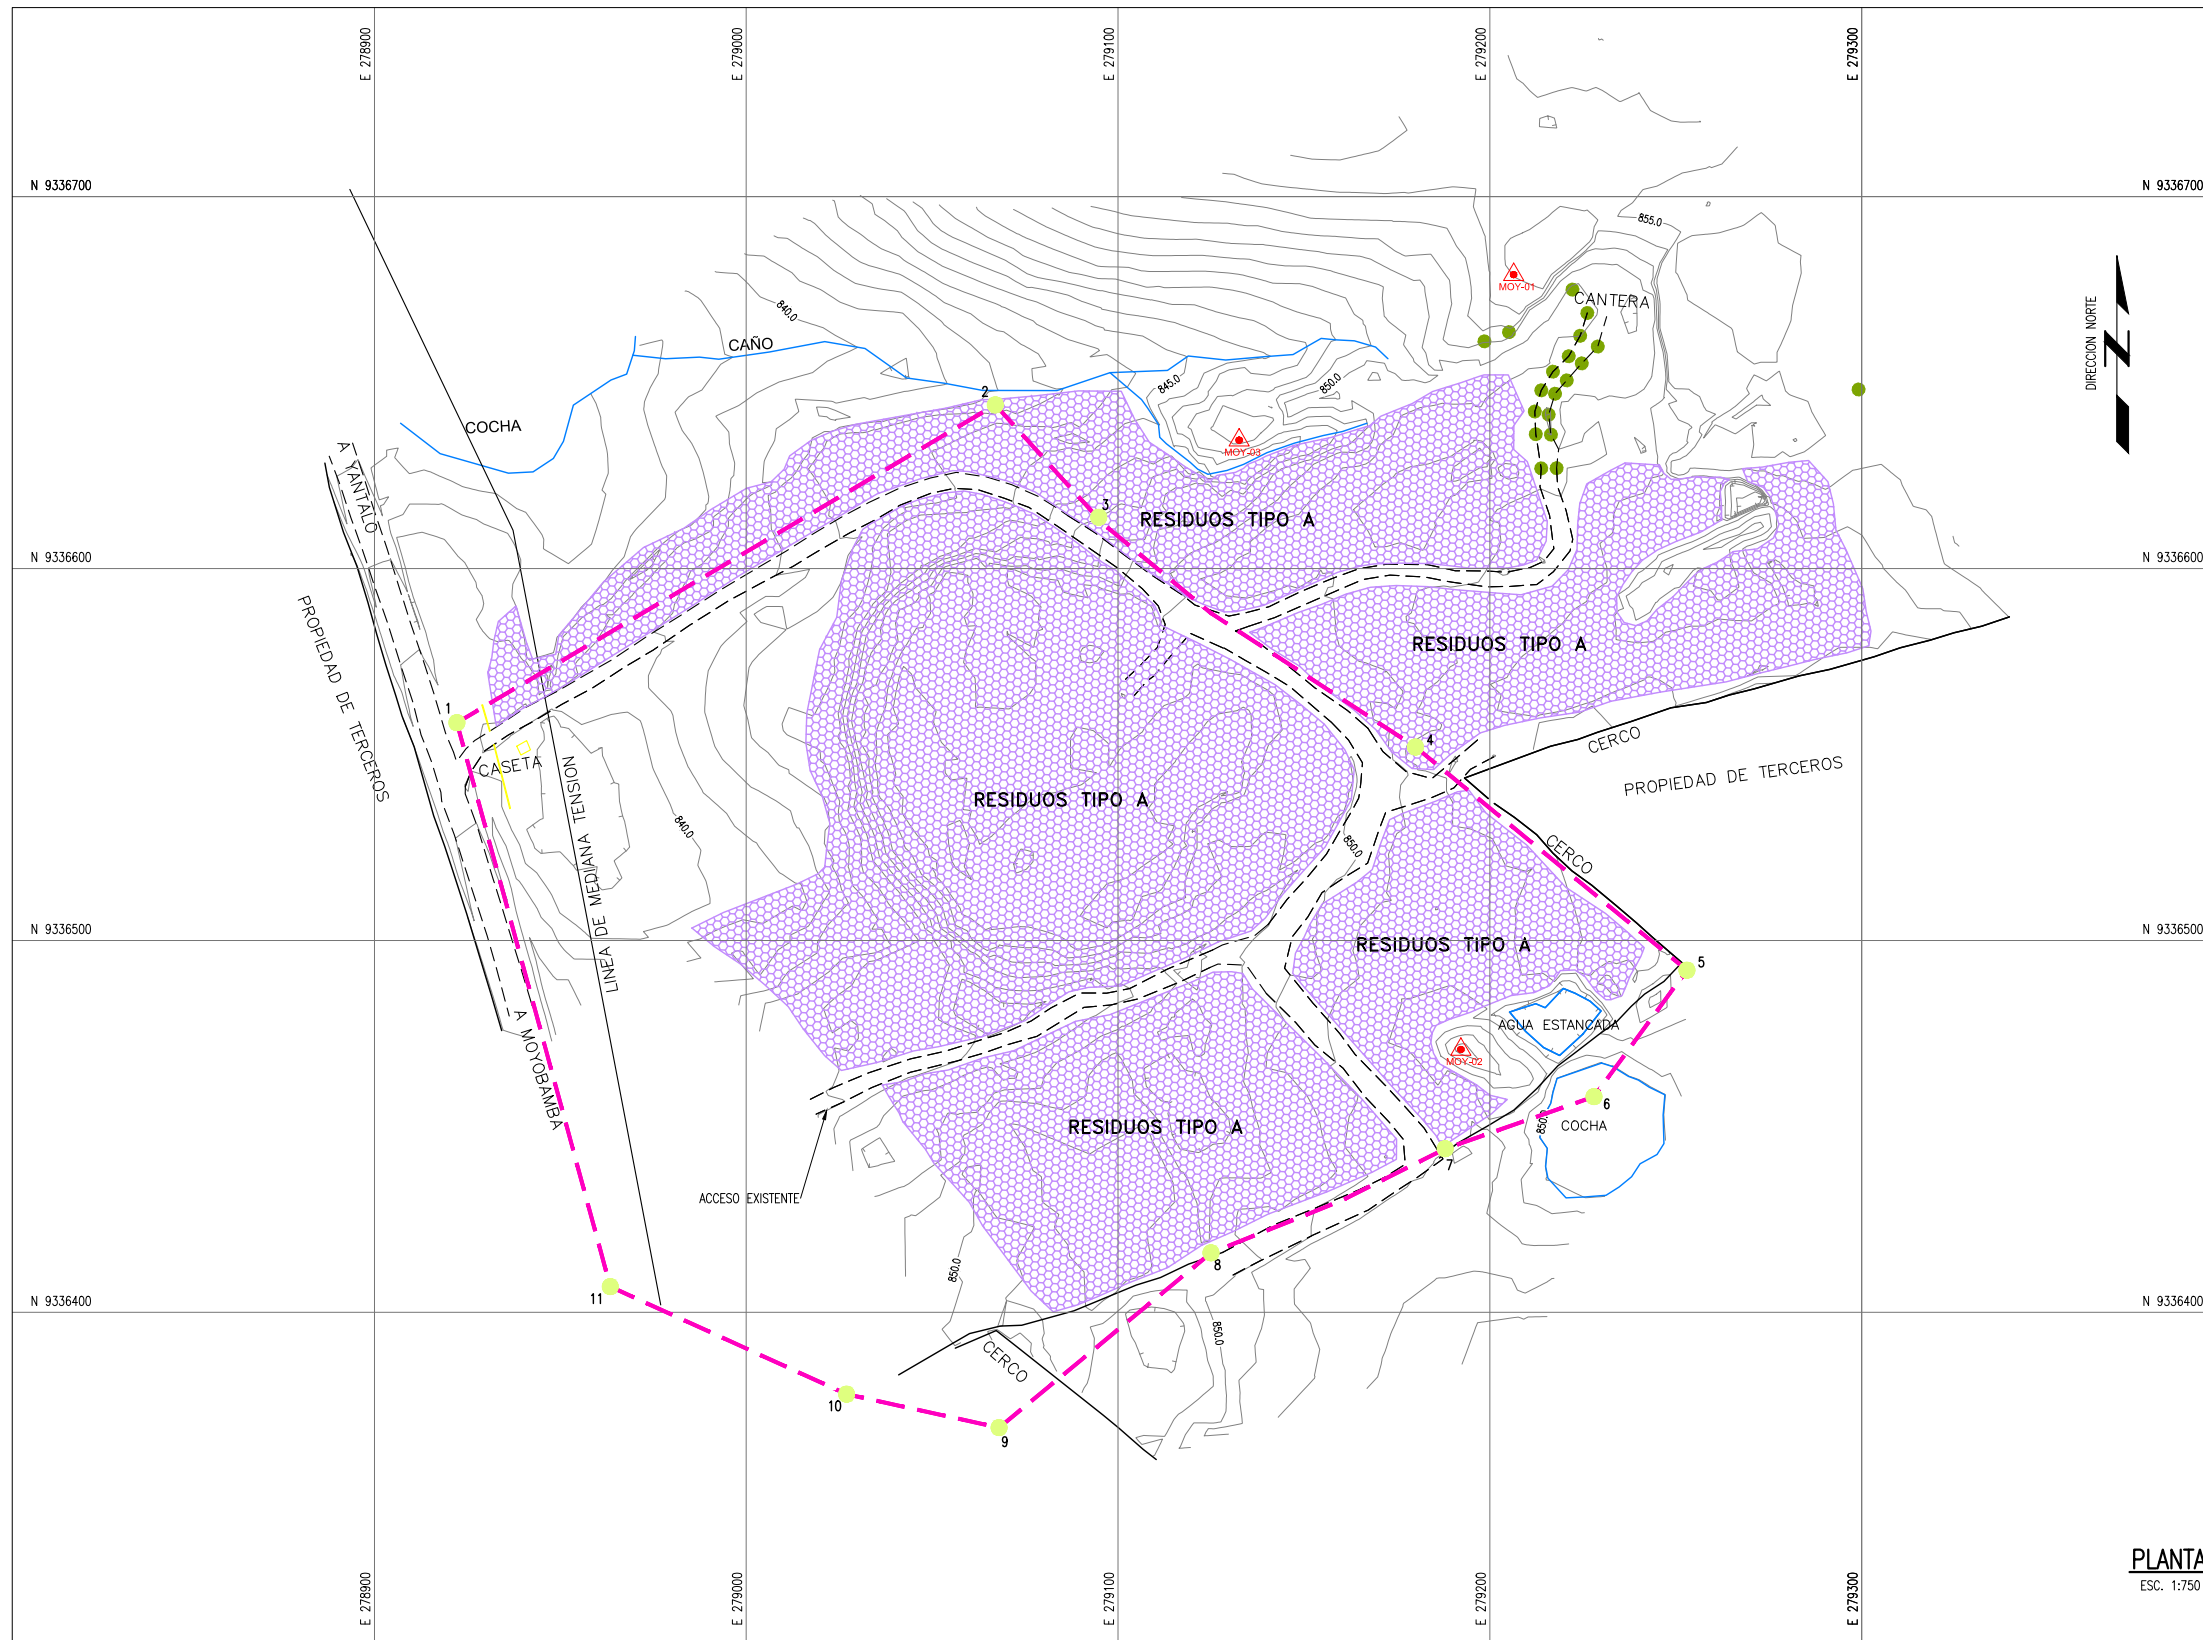 E 278900
E 279000
E 279100
E 279200
E 279300
N 9336700
N 9336700
855.0
MOY-01
CANTERA
840.0
CAÑO
DIRECCION NORTE
N
845.0
850.0
2
COCHA
MOY-03
A YANTALO
3
RESIDUOS TIPO A
N 9336600
N 9336600
PROPIEDAD DE TERCEROS
RESIDUOS TIPO A
1
4
CERCO
CASETA
PROPIEDAD DE TERCEROS
LINEA DE MEDIANA TENSION
RESIDUOS TIPO A
840.0
850.0
CERCO
N 9336500
N 9336500
RESIDUOS TIPO A
5
AGUA ESTANCADA
A MOYOBAMBA
MOY-02
6
850.0
COCHA
RESIDUOS TIPO A
7
ACCESO EXISTENTE
8
850.0
11
N 9336400
N 9336400
850.0
CERCO
10
9
PLANTA
ESC. 1:750
E 278900
E 279000
E 279100
E 279200
E 279300